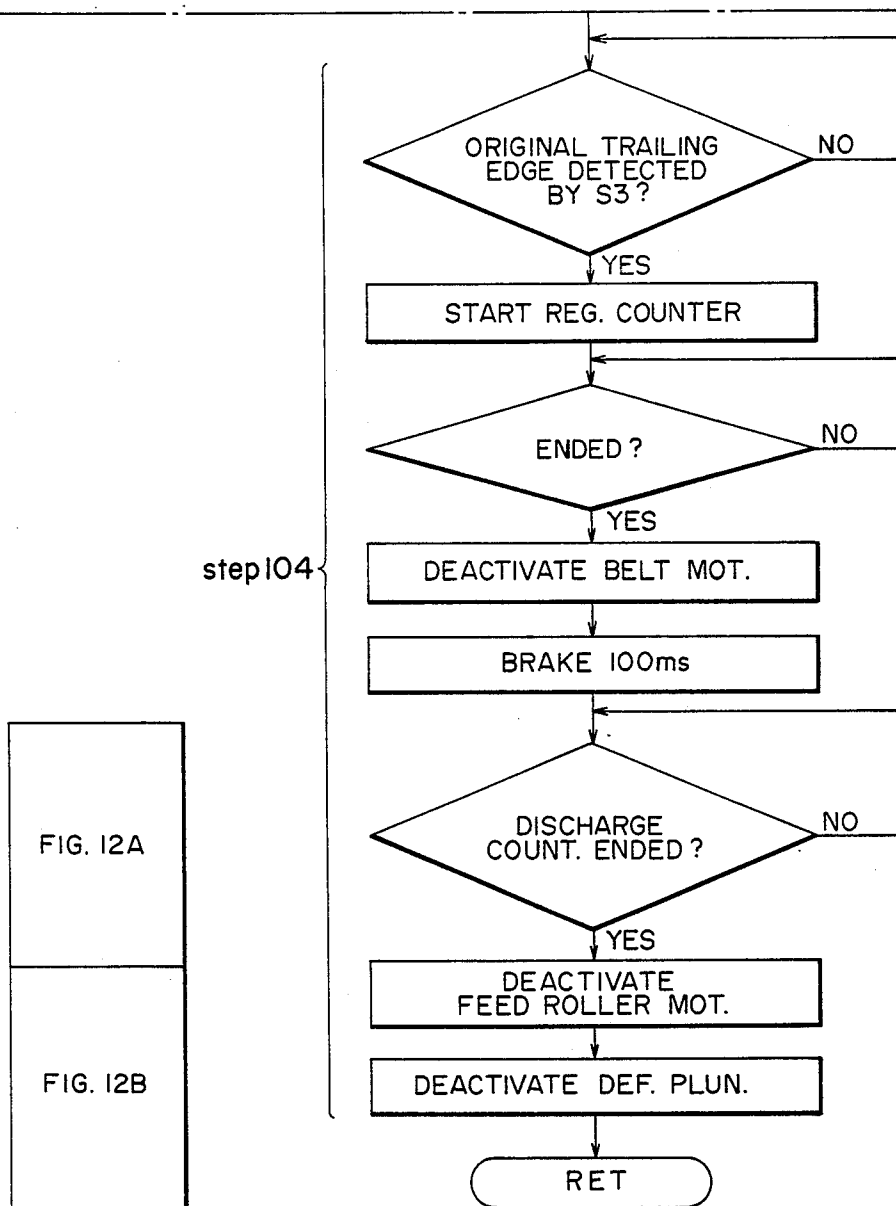 ORIGINAL TRAILING
EDGE DETECTED
BY S3?
NO
YES
START REG. COUNTER
ENDED?
NO
YES
step104
DEACTIVATE BELT MOT.
BRAKE 100ms
DISCHARGE
COUNT. ENDED?
NO
YES
DEACTIVATE
FEED ROLLER MOT.
DEACTIVATE DEF. PLUN.
RET
FIG. 12A
FIG. 12B